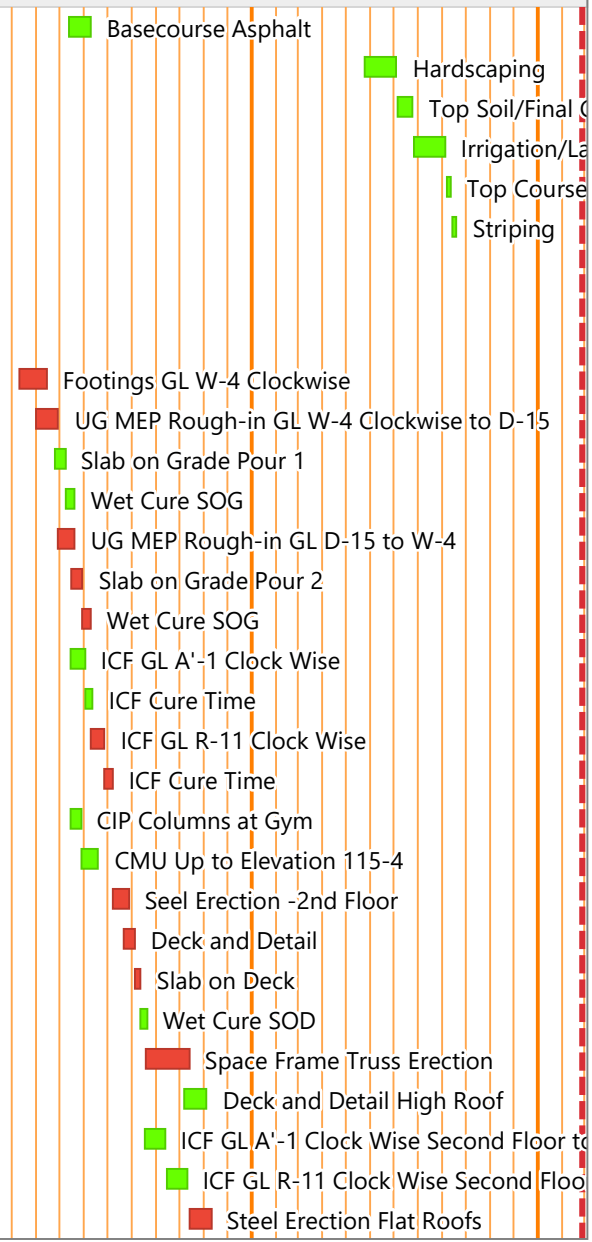 Basecourse Asphalt
Hardscaping
Top Soil/Final
Irrigation/La
Top Course
Striping
Footings GL W-4 Clockwise
UG MEP Rough-in GL W-4 Clockwise to D-15
Slab on Grade Pour 1
Wet Cure SOG
UG MEP Rough-in GL D-15 to W-4
Slab on Grade Pour 2
Wet Cure SOG
ICF GL A'-1 Clock Wise
ICF Cure Time
ICF GL R-11 Clock Wise
ICF Cure Time
CIP Columns at Gym
CMU Up to Elevation 115-4
Seel Erection -2nd Floor
Deck and Detail
Slab on Deck
Wet Cure SOD
Space Frame Truss Erection
Deck and Detail High Roof
ICF GL A'-1 Clock Wise Second Floor to
ICF GL R-11 Clock Wise Second Floo
Steel Erection Flat Roofs